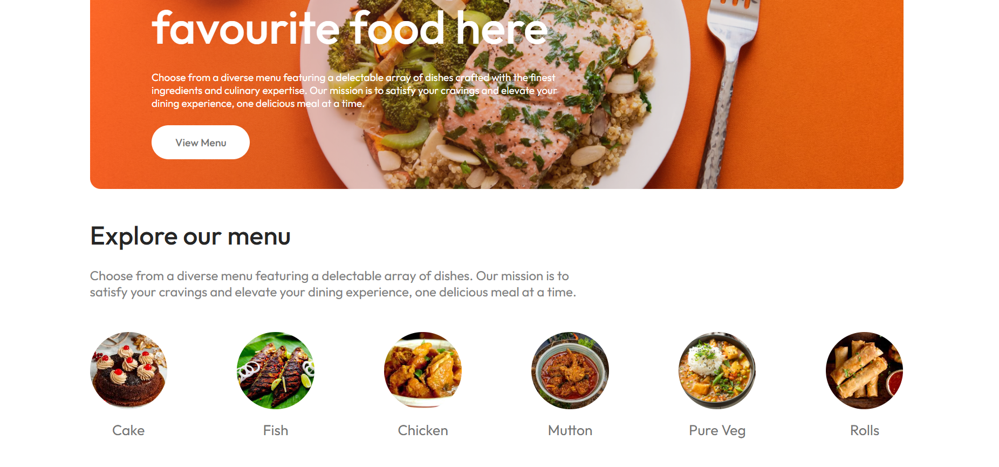 favourite food here
Choose from a diverse menu featuring a delectable array of dishes crafted with the finest
ingredients and culinary expertise. Our mission is to satisfy your cravings and elevate your
dining experience, one delicious meal at a time.
View Menu
Explore our menu
Choose from a diverse menu featuring a delectable array of dishes. Our mission is to
satisfy your cravings and elevate your dining experience, one delicious meal at a time.
Cake
Fish
Chicken
Mutton
Pure Veg
Rolls